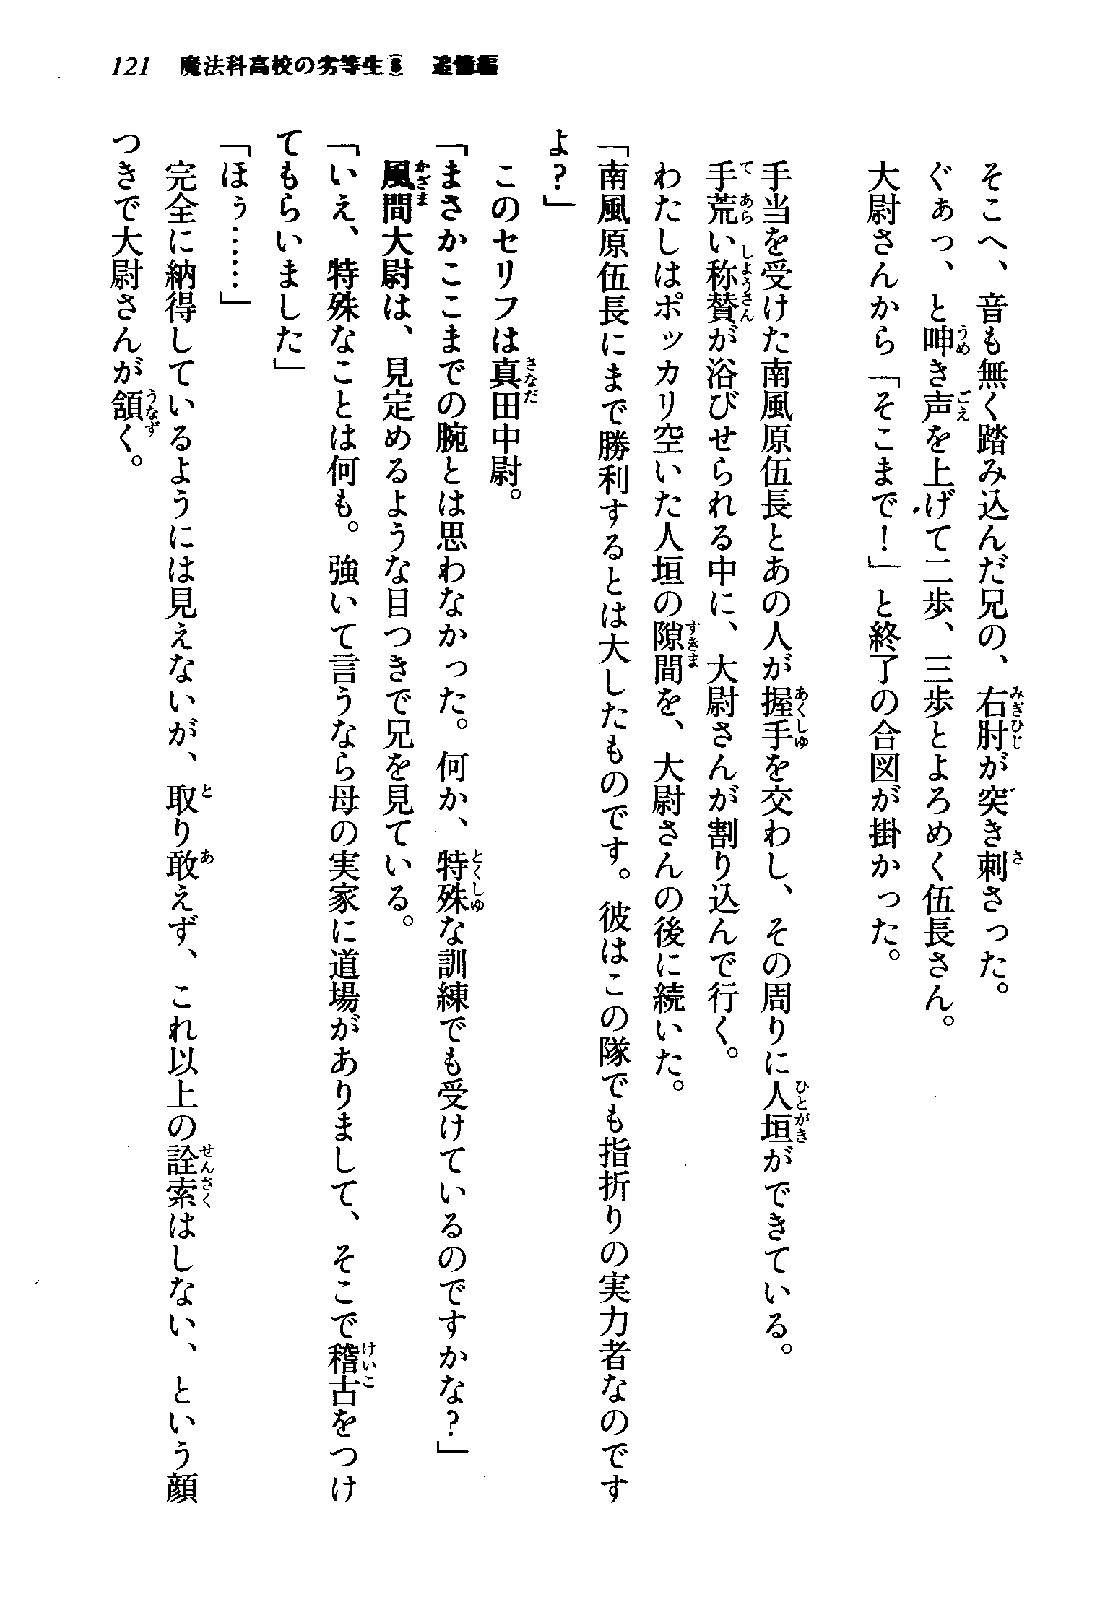 121 魔法科高校の劣等生⑧ 追憶編
そこへ、音も無く踏み込んだ兄の、右肘が突き刺さった。
ぐぁっ、と呻き声を上げて二歩、三歩とよろめく伍長さん。
大尉さんから「そこまで！」と終了の合図が掛かった。
手当を受けた南風原伍長とあの人が握手を交わし、その周りに人垣ができている。
手荒い称賛が浴びせられる中に、大尉さんが割り込んで行く。
わたしはポッカリ空いた人垣の隙間を、大尉さんの後に続いた。
「南風原伍長にまで勝利するとは大したものです。彼はこの隊でも指折りの実力者なのです
よ？」
このセリフは真田中尉。
「まさかここまでの腕とは思わなかった。何か、特殊な訓練でも受けているのですかな？」
風間大尉は、見定めるような目つきで兄を見ている。
「いえ、特殊なことは何も。強いて言うなら母の実家に道場がありまして、そこで稽古をつけ
てもらいました」
「ほぅ……」
完全に納得しているようには見えないが、取り敢えず、これ以上の詮索はしない、という顔
つきで大尉さんが頷く。